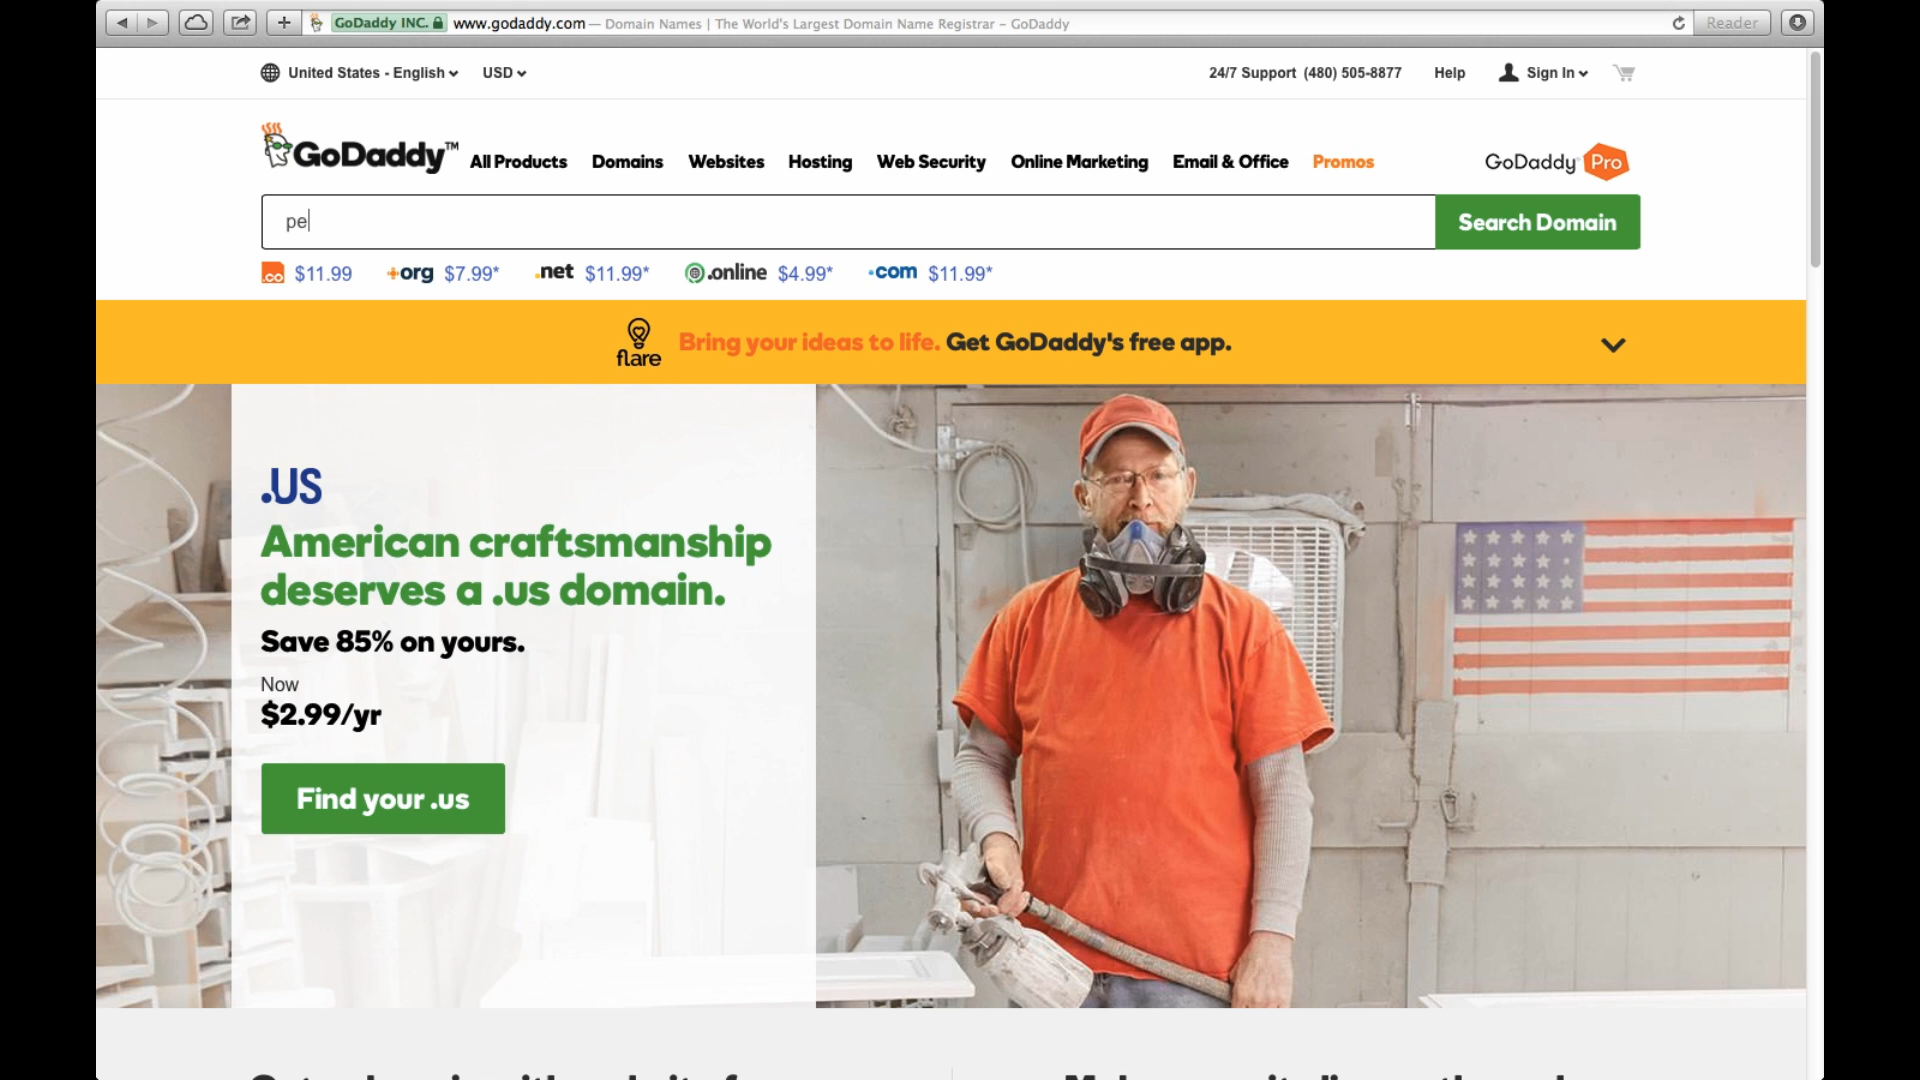 GoDaddy INC. www.godaddy.com — Domain Names | The World's Largest Domain Name Registrar – GoDaddy Reader
United States - English USD 24/7 Support (480) 505-8877 Help Sign In
GoDaddy™ All Products Domains Websites Hosting Web Security Online Marketing Email & Office Promos GoDaddy Pro
pe Search Domain
.co $11.99 +org $7.99* .net $11.99* .online $4.99* .com $11.99*
flare Bring your ideas to life. Get GoDaddy's free app.
.US
American craftsmanship
deserves a .us domain.
Save 85% on yours.
Now
$2.99/yr
Find your .us